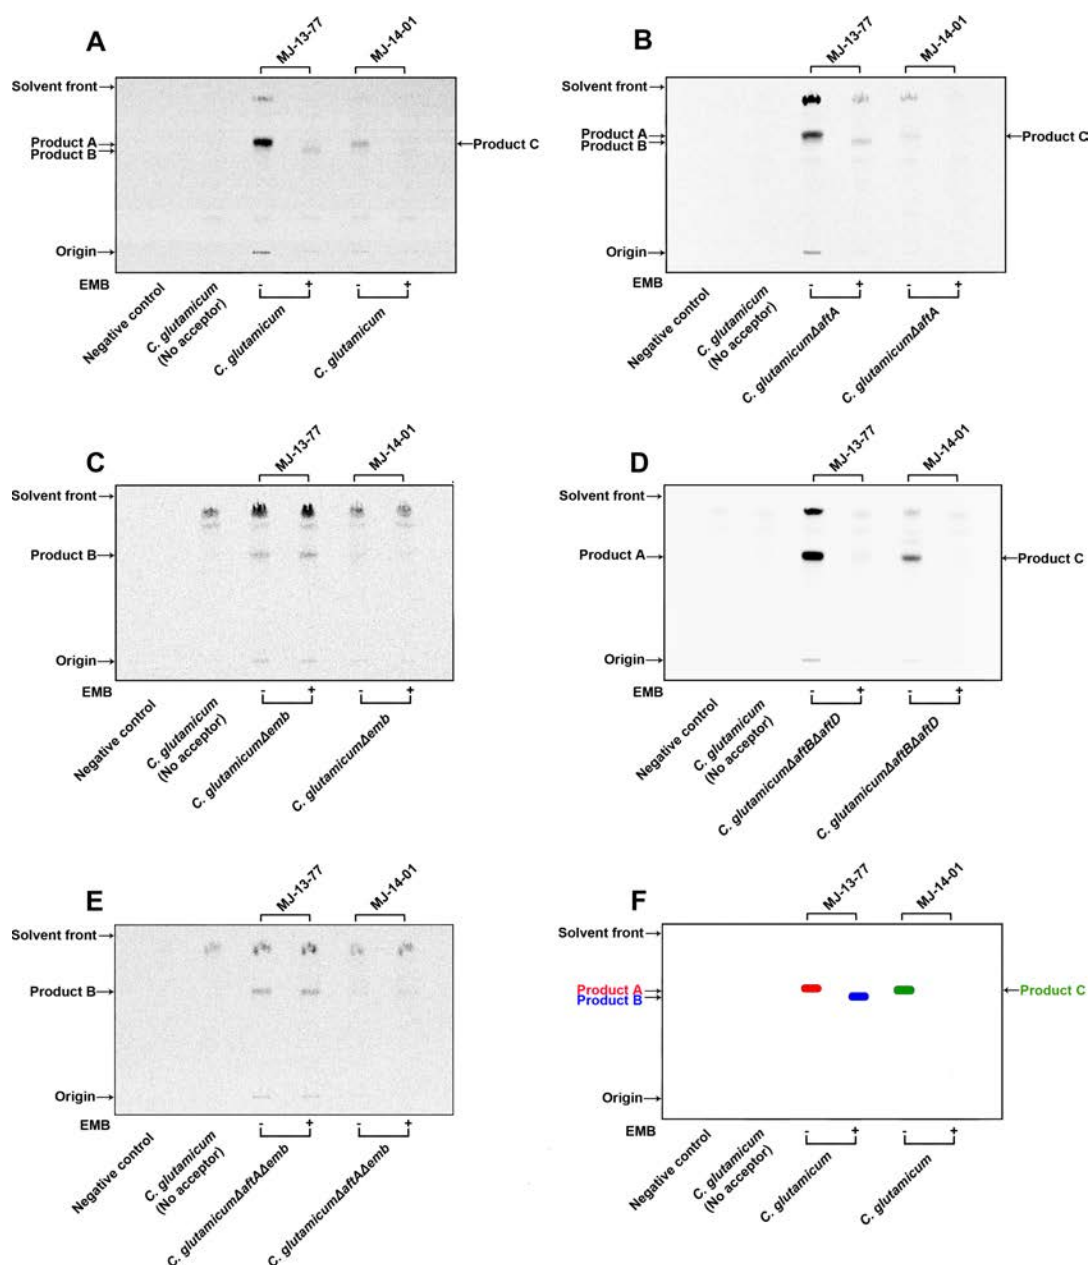 A
MJ-13-77
MJ-14-01
Solvent front
Product A
Product B
Product C
Origin
EMB
-
+
-
+
Negative control
C. glutamicum
(No acceptor)
C. glutamicum
C. glutamicum
B
MJ-13-77
MJ-14-01
Solvent front
Product A
Product B
Product C
Origin
EMB
-
+
-
+
Negative control
C. glutamicum
(No acceptor)
C. glutamicumΔaftA
C. glutamicumΔaftA
C
MJ-13-77
MJ-14-01
Solvent front
Product B
Origin
EMB
-
+
-
+
Negative control
C. glutamicum
(No acceptor)
C. glutamicumΔemb
C. glutamicumΔemb
D
MJ-13-77
MJ-14-01
Solvent front
Product A
Product C
Origin
EMB
-
+
-
+
Negative control
C. glutamicum
(No acceptor)
C. glutamicumΔaftBΔaftD
C. glutamicumΔaftBΔaftD
E
MJ-13-77
MJ-14-01
Solvent front
Product B
Origin
EMB
-
+
-
+
Negative control
C. glutamicum
(No acceptor)
C. glutamicumΔaftAΔemb
C. glutamicumΔaftAΔemb
F
MJ-13-77
MJ-14-01
Solvent front
Product A
Product B
Product C
Origin
EMB
-
+
-
+
Negative control
C. glutamicum
(No acceptor)
C. glutamicum
C. glutamicum